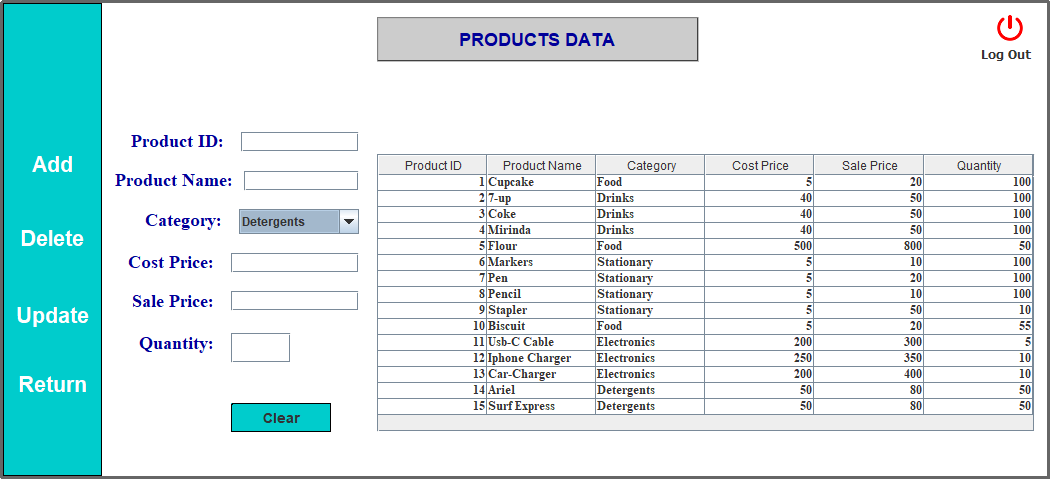 PRODUCTS DATA
Log Out
Add
Delete
Update
Return
Product ID:
Product Name:
Category: Detergents
Cost Price:
Sale Price:
Quantity:
Clear
Product ID Product Name Category Cost Price Sale Price Quantity
1 Cupcake Food 5 20 100
2 7-up Drinks 40 50 100
3 Coke Drinks 40 50 100
4 Mirinda Drinks 40 50 100
5 Flour Food 500 800 50
6 Markers Stationary 5 10 100
7 Pen Stationary 5 20 100
8 Pencil Stationary 5 10 100
9 Stapler Stationary 5 50 10
10 Biscuit Food 5 20 55
11 Usb-C Cable Electronics 200 300 5
12 Iphone Charger Electronics 250 350 10
13 Car-Charger Electronics 200 400 10
14 Ariel Detergents 50 80 50
15 Surf Express Detergents 50 80 50